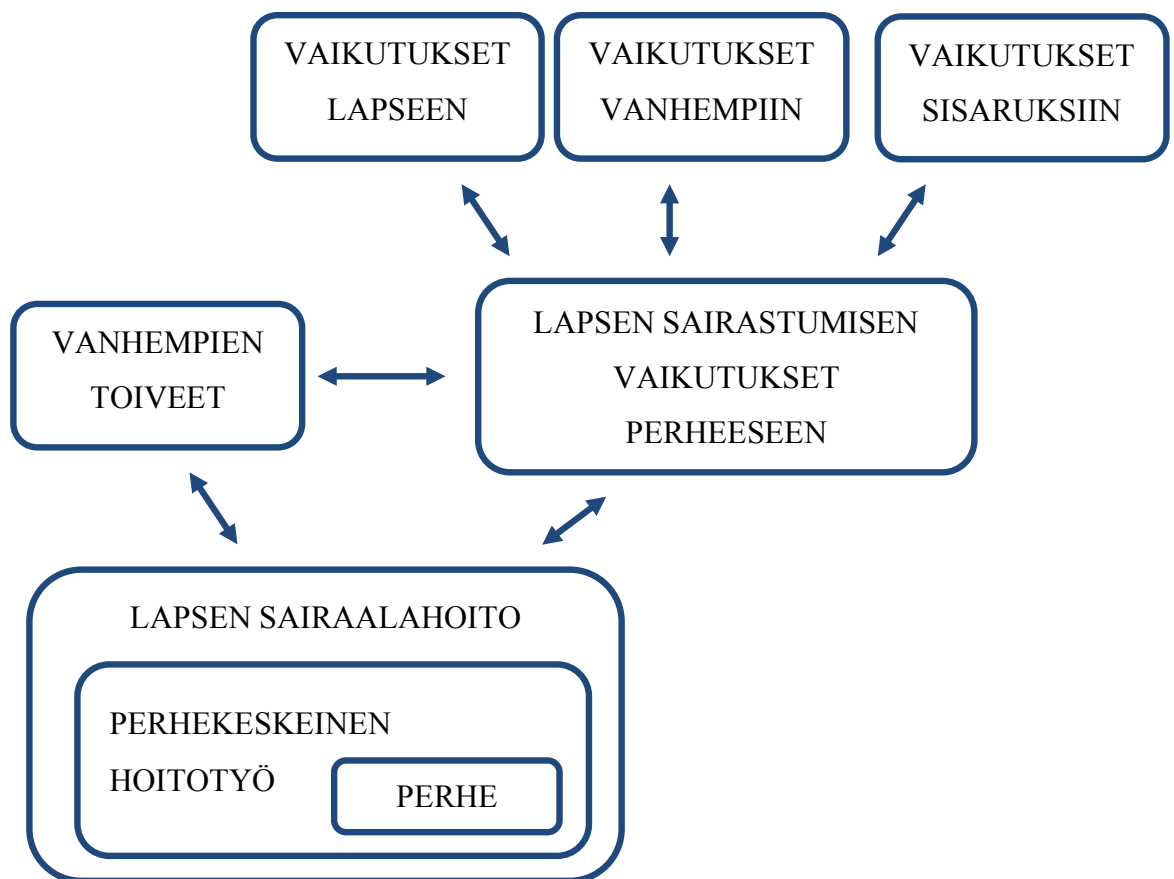 VAIKUTUKSET
LAPSEEN
VAIKUTUKSET
VANHEMPIIN
VAIKUTUKSET
SISARUKSIIN
VANHEMPIEN
TOIVEET
LAPSEN SAIRASTUMISEN
VAIKUTUKSET
PERHEESEEN
LAPSEN SAIRAALAHOITO
PERHEKESKEINEN
HOITOTYÖ
PERHE